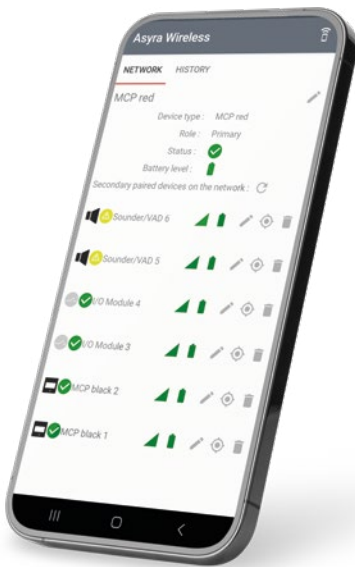 Asyra Wireless
NETWORK HISTORY
MCP red
Device type : MCP red
Role : Primary
Status :
Battery level :
Secondary paired devices on the network :
Sounder/VAD 6
Sounder/VAD 5
I/O Module 4
I/O Module 3
MCP black 2
MCP black 1